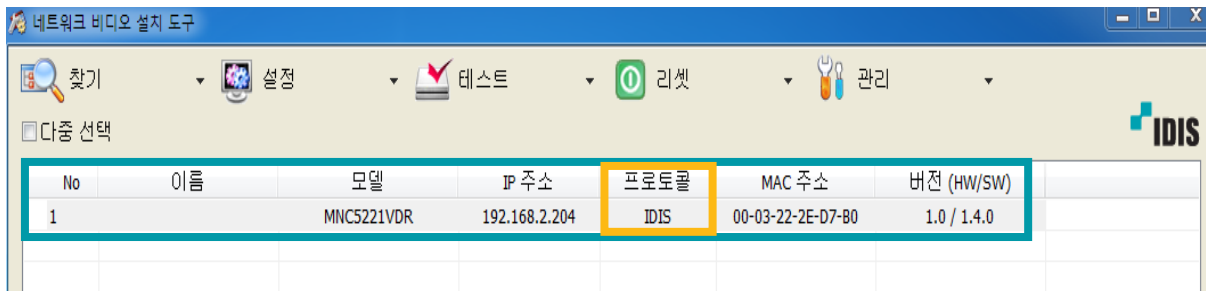 네트워크 비디오 설치 도구
찾기 설정 테스트 리셋 관리
다중 선택
IDIS
No 이름 모델 IP 주소 프로토콜 MAC 주소 버전 (HW/SW)
1 MNC5221VDR 192.168.2.204 IDIS 00-03-22-2E-D7-B0 1.0 / 1.4.0